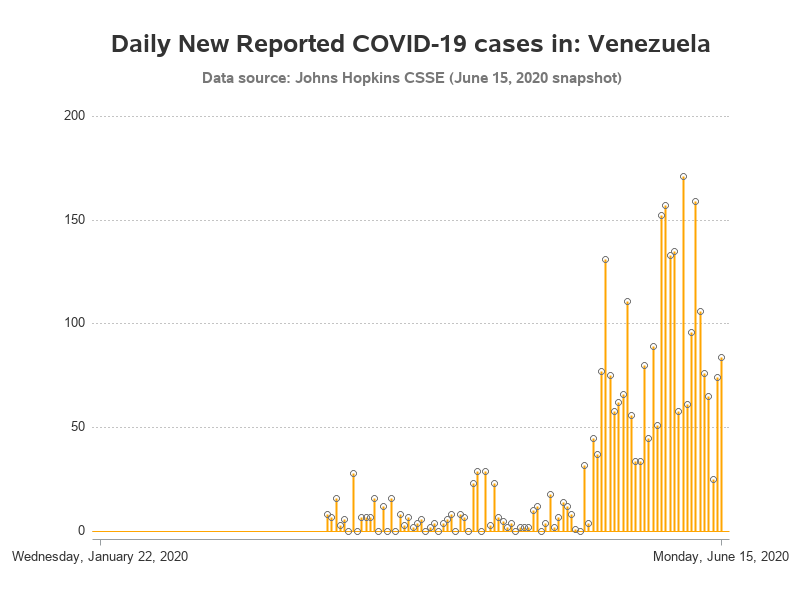 Daily New Reported COVID-19 cases in: Venezuela
Data source: Johns Hopkins CSSE (June 15, 2020 snapshot)
200
150
100
50
0
Wednesday, January 22, 2020
Monday, June 15, 2020